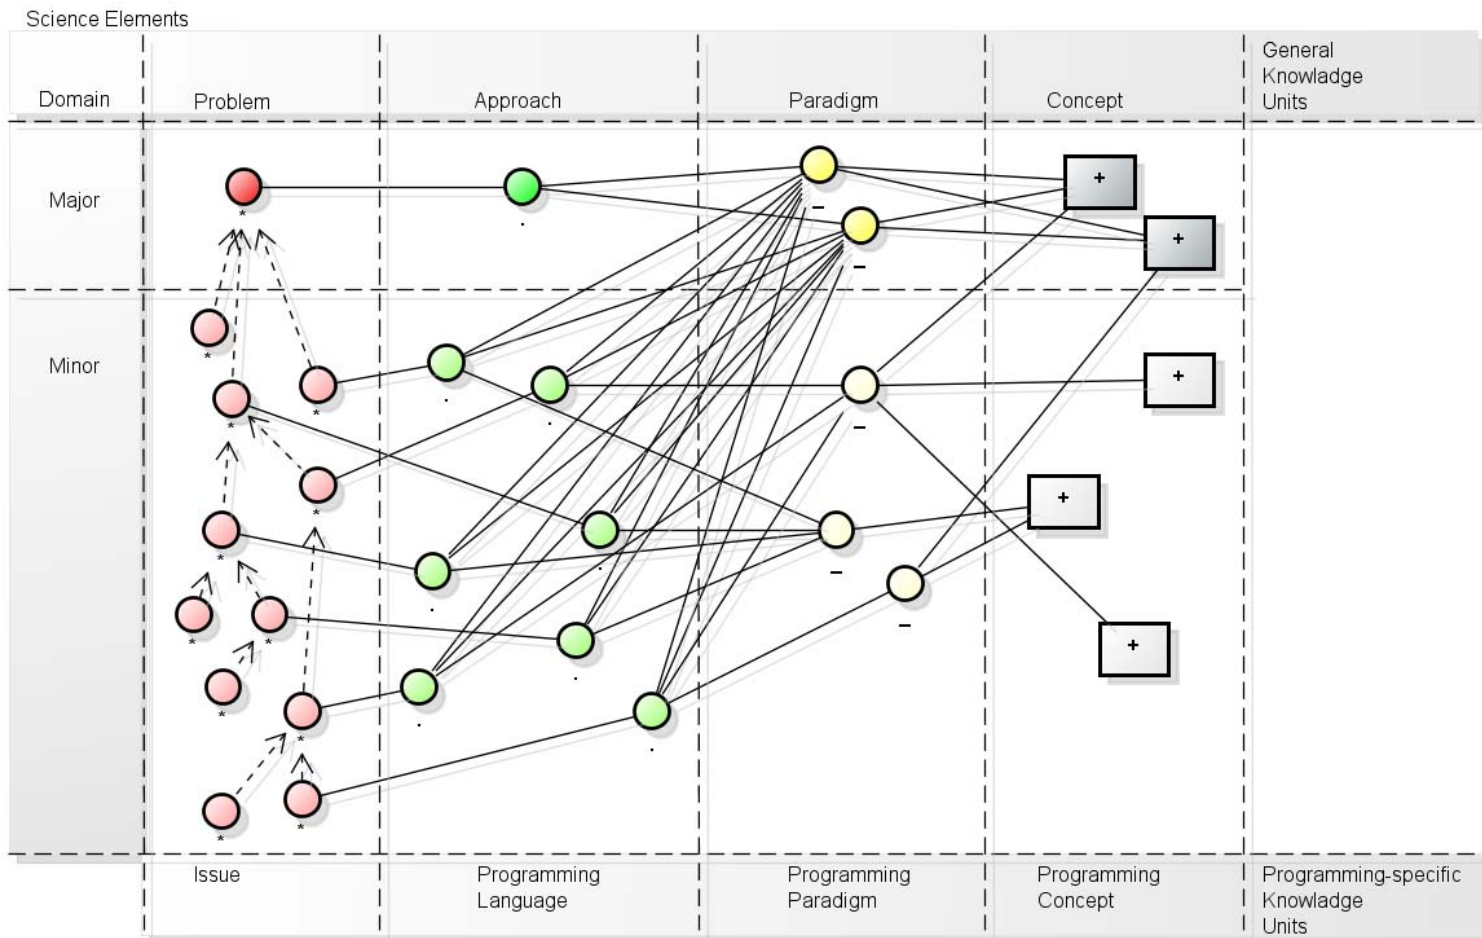 Science Elements
General
Knowladge
Units
Domain
Problem
Approach
Paradigm
Concept
Major
*
.
–
+
–
+
Minor
*
*
.
.
*
–
+
*
+
*
.
–
.
*
*
–
.
*
.
+
*
.
*
*
Issue
Programming
Language
Programming
Paradigm
Programming
Concept
Programming-specific
Knowladge
Units